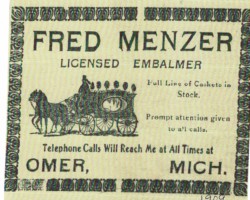 FRED MENZER
LICENSED EMBALMER
Full Line of Caskets in
Stock.
Prompt attention given
to all calls.
Telephone Calls Will Reach Me at All Times at
OMER, MICH.